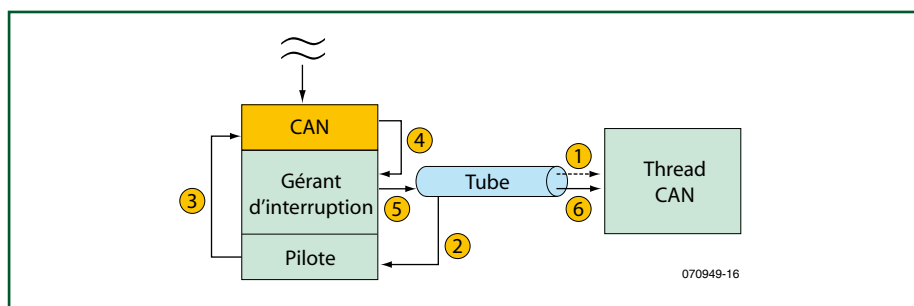 CAN
4
1
3
Gérant
d'interruption
5
Tube
6
Thread
CAN
2
Pilote
070949-16